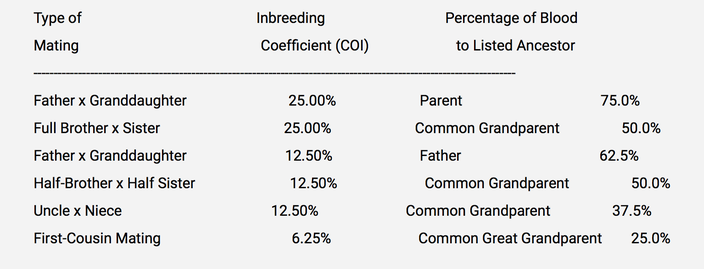 Type of Inbreeding Percentage of Blood
Mating Coefficient (COI) to Listed Ancestor
--------------------------------------------------------------------------------------------------------------------
Father x Granddaughter 25.00% Parent 75.0%
Full Brother x Sister 25.00% Common Grandparent 50.0%
Father x Granddaughter 12.50% Father 62.5%
Half-Brother x Half Sister 12.50% Common Grandparent 50.0%
Uncle x Niece 12.50% Common Grandparent 37.5%
First-Cousin Mating 6.25% Common Great Grandparent 25.0%